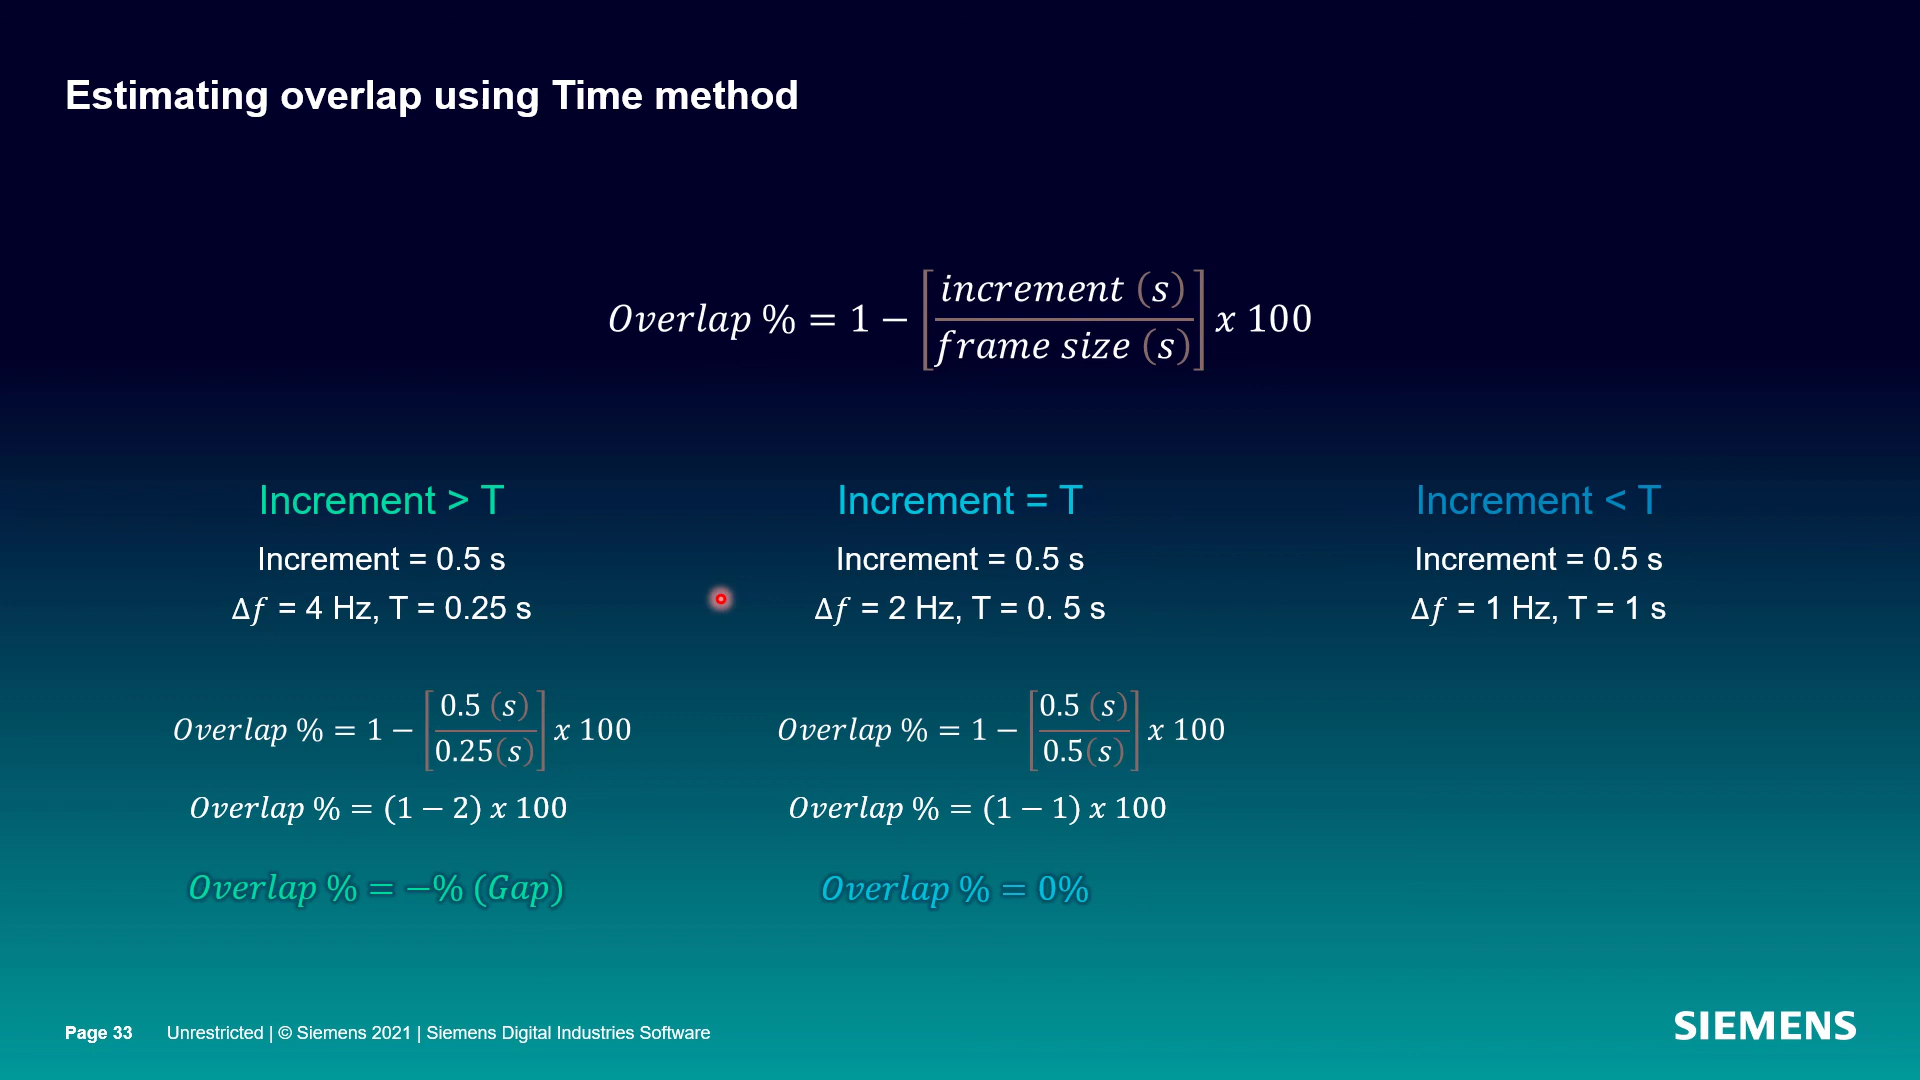 Estimating overlap using Time method
Overlap % = 1 − [increment (s) / frame size (s)] x 100
Increment > T
Increment = 0.5 s
Δf = 4 Hz, T = 0.25 s
Overlap % = 1 − [0.5 (s) / 0.25(s)] x 100
Overlap % = (1 − 2) x 100
Overlap % = −% (Gap)
Increment = T
Increment = 0.5 s
Δf = 2 Hz, T = 0. 5 s
Overlap % = 1 − [0.5 (s) / 0.5(s)] x 100
Overlap % = (1 − 1) x 100
Overlap % = 0%
Increment < T
Increment = 0.5 s
Δf = 1 Hz, T = 1 s
Page 33 Unrestricted | © Siemens 2021 | Siemens Digital Industries Software
SIEMENS